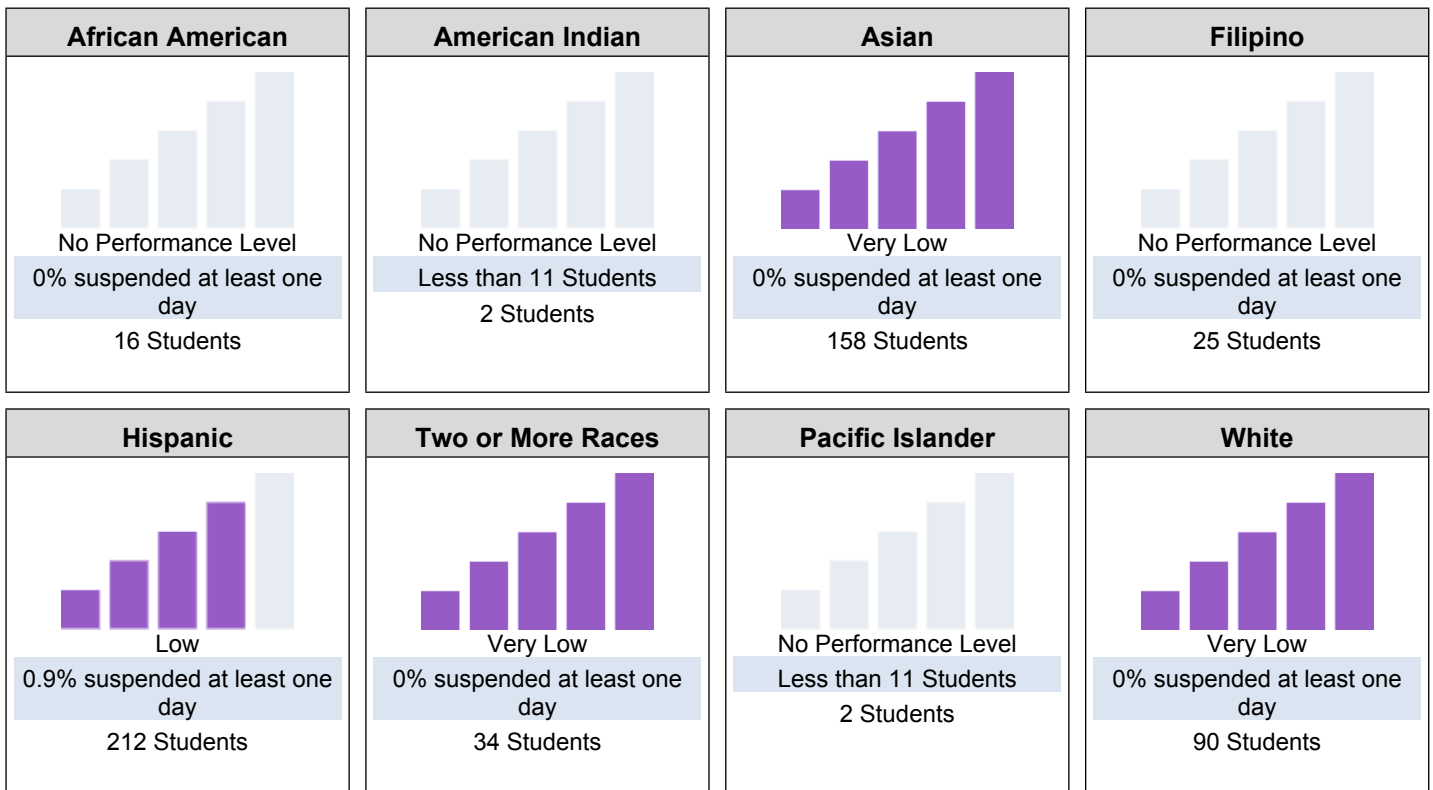 African American
No Performance Level
0% suspended at least one
day
16 Students
American Indian
No Performance Level
Less than 11 Students
2 Students
Asian
Very Low
0% suspended at least one
day
158 Students
Filipino
No Performance Level
0% suspended at least one
day
25 Students
Hispanic
Low
0.9% suspended at least one
day
212 Students
Two or More Races
Very Low
0% suspended at least one
day
34 Students
Pacific Islander
No Performance Level
Less than 11 Students
2 Students
White
Very Low
0% suspended at least one
day
90 Students